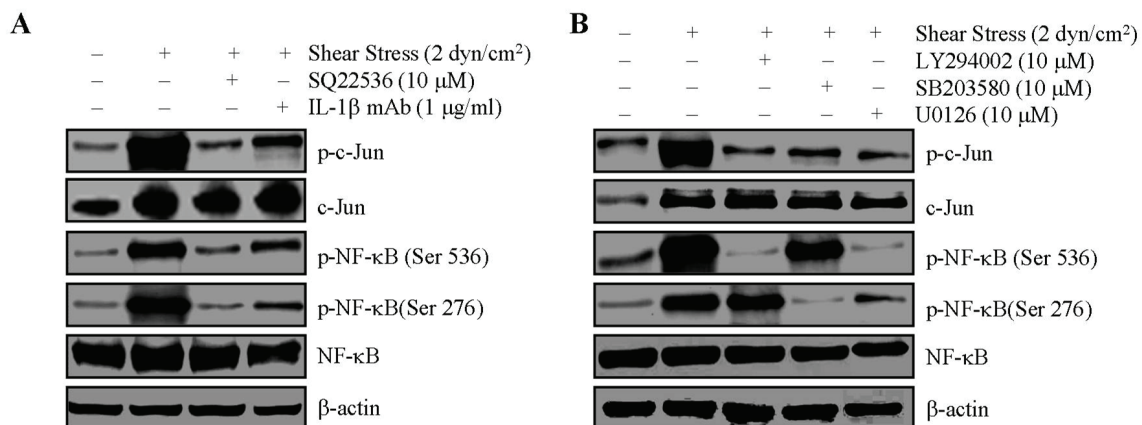 A
– + + + Shear Stress (2 dyn/cm²)
– – + – SQ22536 (10 μM)
– – – + IL-1β mAb (1 μg/ml)
p-c-Jun
c-Jun
p-NF-κB (Ser 536)
p-NF-κB(Ser 276)
NF-κB
β-actin
B
– + + + + Shear Stress (2 dyn/cm²)
– – + – – LY294002 (10 μM)
– – – + – SB203580 (10 μM)
– – – – + U0126 (10 μM)
p-c-Jun
c-Jun
p-NF-κB (Ser 536)
p-NF-κB(Ser 276)
NF-κB
β-actin